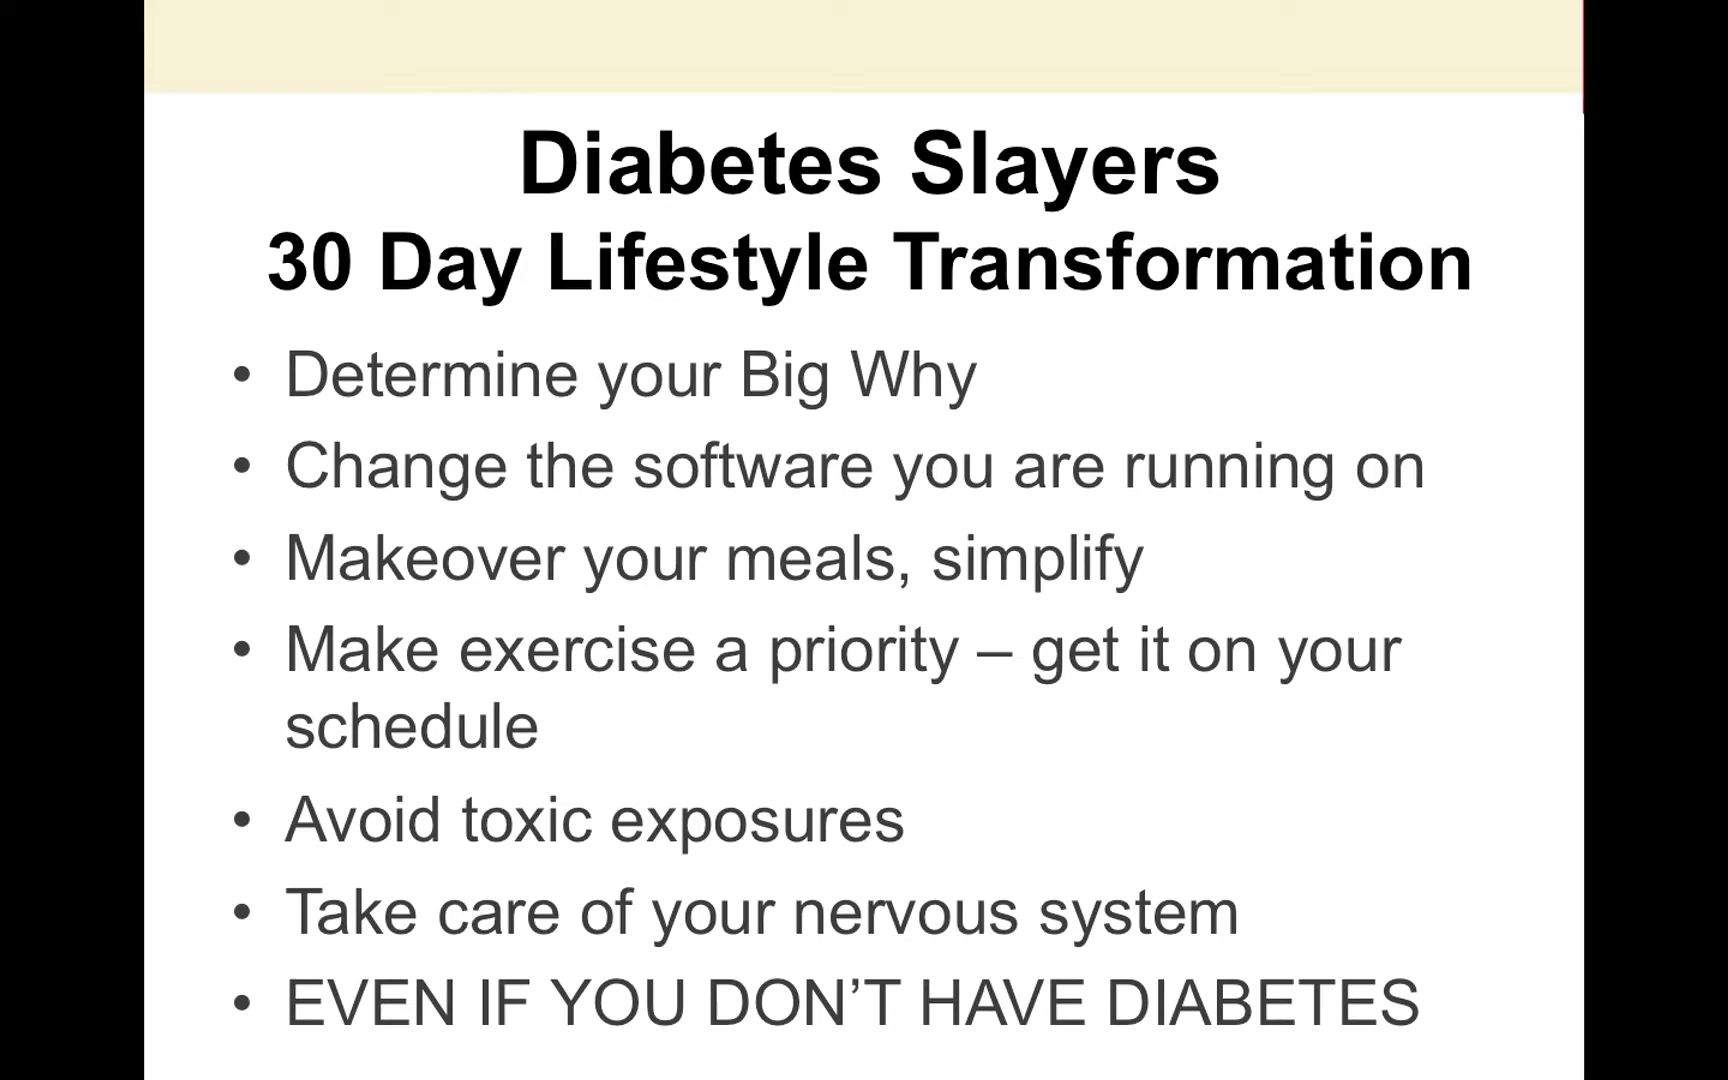 Diabetes Slayers
30 Day Lifestyle Transformation
• Determine your Big Why
• Change the software you are running on
• Makeover your meals, simplify
• Make exercise a priority – get it on your
schedule
• Avoid toxic exposures
• Take care of your nervous system
• EVEN IF YOU DON’T HAVE DIABETES